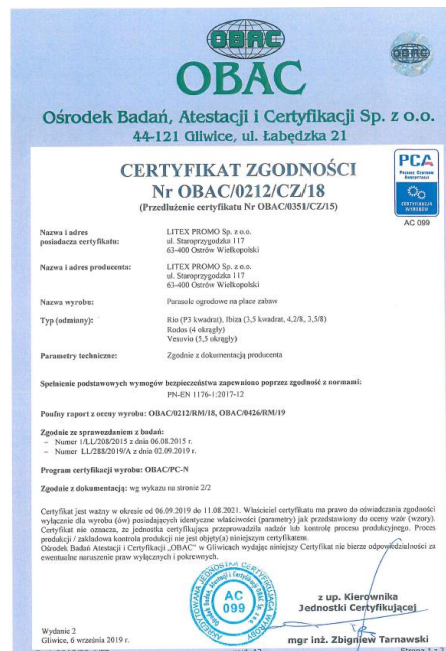 OBAC
OBAC
OBAC
Ośrodek Badań, Atestacji i Certyfikacji Sp. z o.o.
44-121 Gliwice, ul. Łabędzka 21
PCA
POLSKIE CENTRUM AKREDYTACJI
CERTYFIKACJA WYROBÓW
AC 099
CERTYFIKAT ZGODNOŚCI
Nr OBAC/0212/CZ/18
(Przedłużenie certyfikatu Nr OBAC/0351/CZ/15)
Nazwa i adres posiadacza certyfikatu: LITEX PROMO Sp. z o.o.
ul. Staroprzygodzka 117
63-400 Ostrów Wielkopolski
Nazwa i adres producenta: LITEX PROMO Sp. z o.o.
ul. Staroprzygodzka 117
63-400 Ostrów Wielkopolski
Nazwa wyrobu: Parasole ogrodowe na place zabaw
Typ (odmiany): Rio (P3 kwadrat), Ibiza (3,5 kwadrat, 4,2/8, 3,5/8)
Rodos (4 okrągły)
Vesuvio (5,5 okrągły)
Parametry techniczne: Zgodnie z dokumentacją producenta
Spełnienie podstawowych wymogów bezpieczeństwa zapewniono poprzez zgodność z normami:
PN-EN 1176-1:2017-12
Poufny raport z oceny wyrobu: OBAC/0212/RM/18, OBAC/0426/RM/19
Zgodnie ze sprawozdaniem z badań:
– Numer 1/LL/208/2015 z dnia 06.08.2015 r.
– Numer LL/288/2019/A z dnia 02.09.2019 r.
Program certyfikacji wyrobu: OBAC/PC-N
Zgodnie z dokumentacją: wg wykazu na stronie 2/2
Certyfikat jest ważny w okresie od 06.09.2019 do 11.08.2021. Właściciel certyfikatu ma prawo do oświadczania zgodności
wyłącznie dla wyrobu (ów) posiadających identyczne właściwości (parametry) jak przedstawiony do oceny wzór (wzory).
Certyfikat nie oznacza, że jednostka certyfikująca przeprowadziła nadzór lub kontrolę procesu produkcyjnego. Proces
produkcji / zakładowa kontrola produkcji nie jest objęty(a) niniejszym certyfikatem.
Ośrodek Badań Atestacji i Certyfikacji „OBAC” w Gliwicach wydając niniejszy Certyfikat nie bierze odpowiedzialności za
ewentualne naruszenie praw wyłącznych i pokrewnych.
AC
099
z up. Kierownika
Jednostki Certyfikującej
mgr inż. Zbigniew Tarnawski
Wydanie 2
Gliwice, 6 września 2019 r.